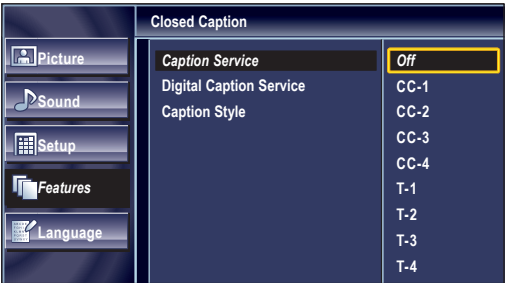 Closed Caption
Picture
Sound
Setup
Features
Language
Caption Service
Digital Caption Service
Caption Style
Off
CC-1
CC-2
CC-3
CC-4
T-1
T-2
T-3
T-4